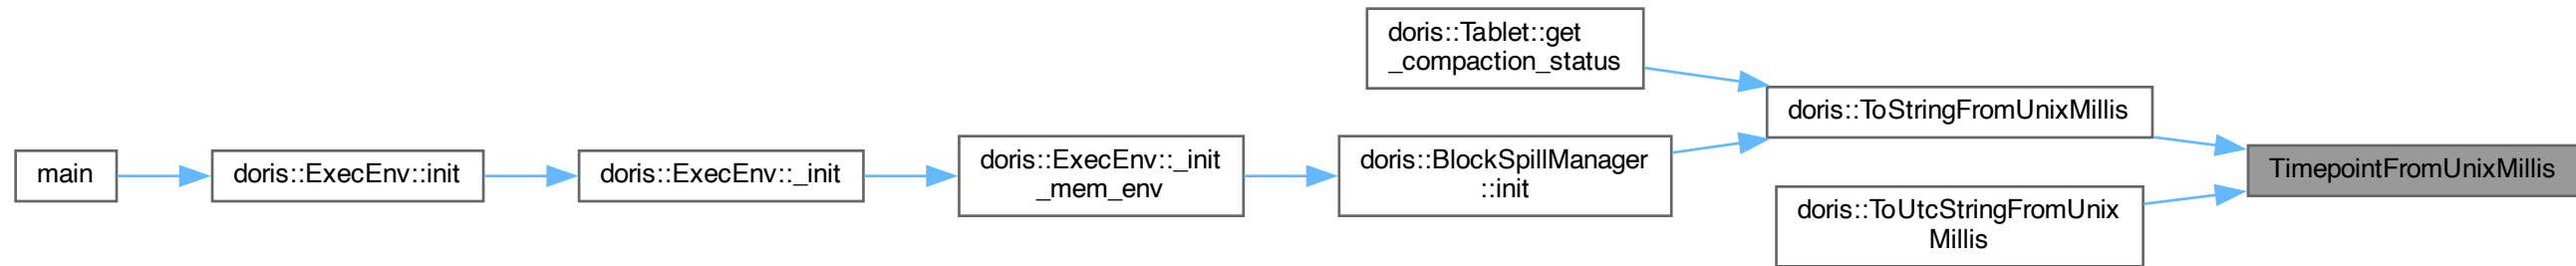 main
doris::ExecEnv::init
doris::ExecEnv::_init
doris::ExecEnv::_init
_mem_env
doris::BlockSpillManager
::init
doris::Tablet::get
_compaction_status
doris::ToStringFromUnixMillis
doris::ToUtcStringFromUnix
Millis
TimepointFromUnixMillis